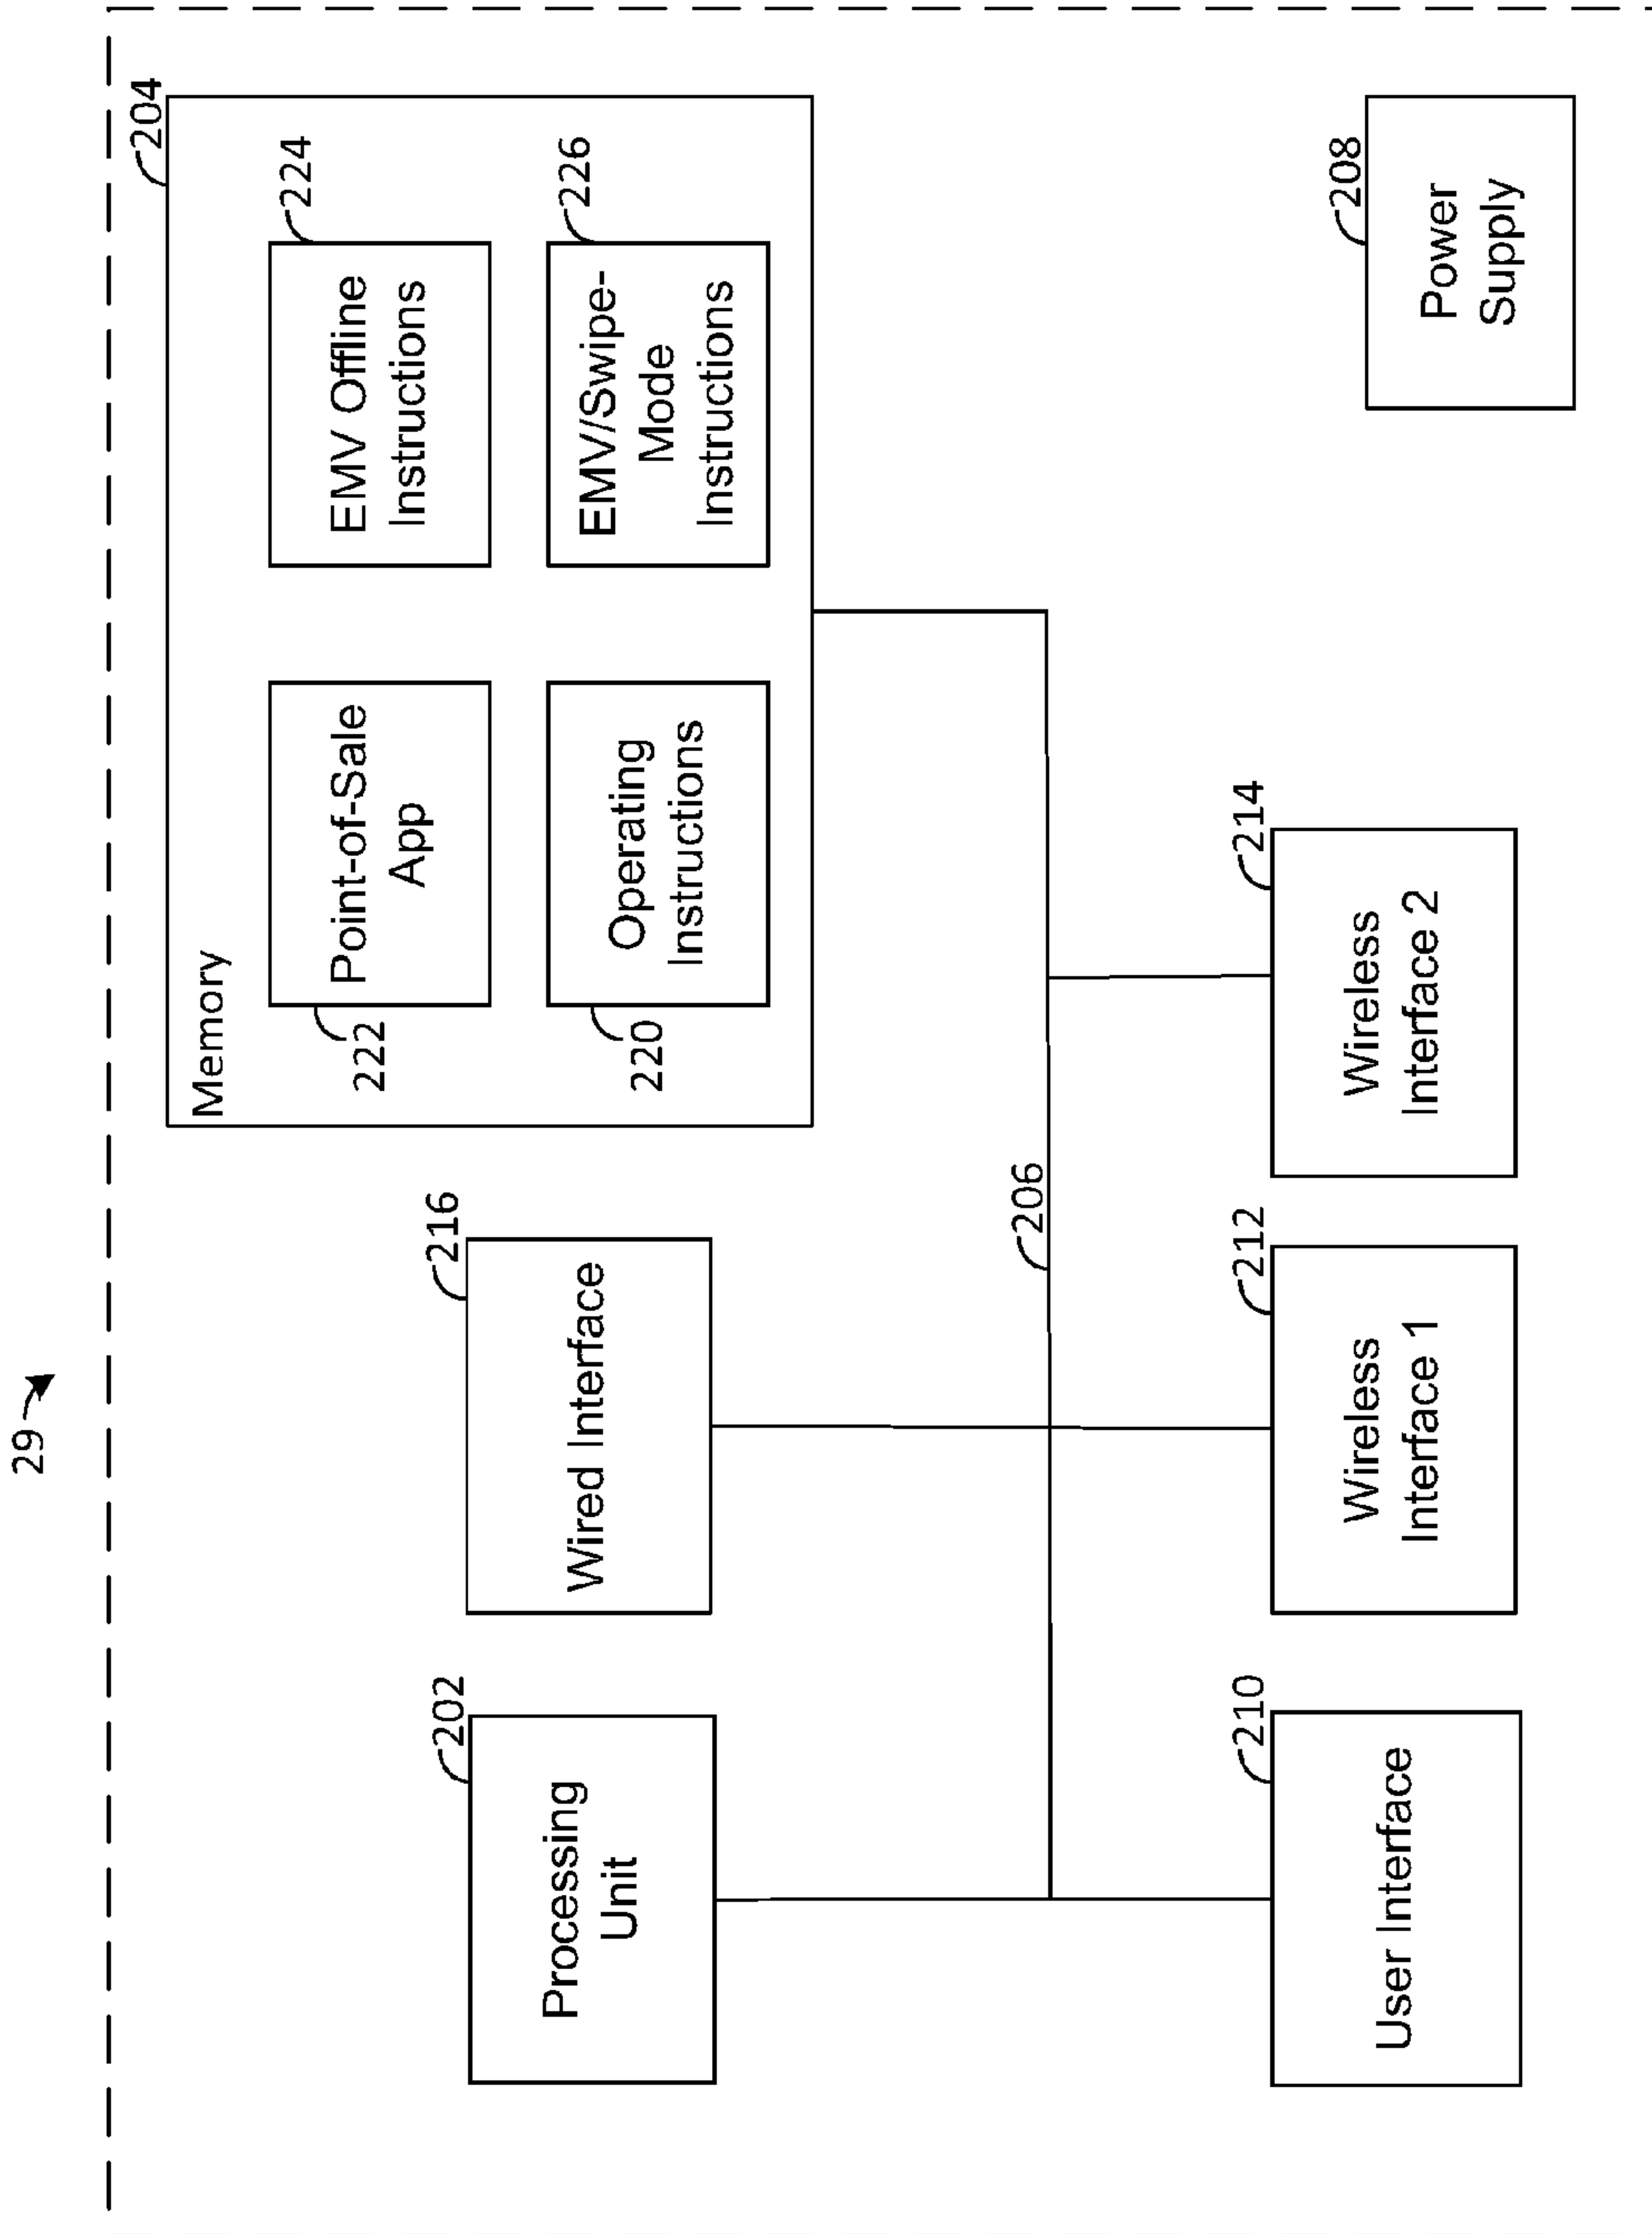 29
204
Memory
Point-of-Sale
App
222
EMV Offline
Instructions
224
Operating
Instructions
220
EMV/Swipe-
Mode
Instructions
226
202
Processing
Unit
216
Wired Interface
206
210
User Interface
212
Wireless
Interface 1
214
Wireless
Interface 2
208
Power
Supply